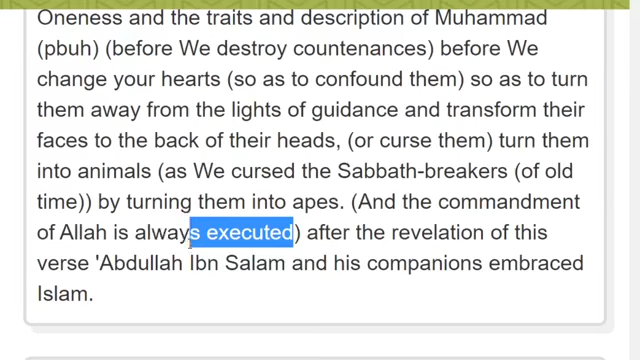 Oneness and the traits and description of Muhammad
(pbuh) (before We destroy countenances) before We
change your hearts (so as to confound them) so as to turn
them away from the lights of guidance and transform their
faces to the back of their heads, (or curse them) turn them
into animals (as We cursed the Sabbath-breakers (of old
time)) by turning them into apes. (And the commandment
of Allah is always executed) after the revelation of this
verse 'Abdullah Ibn Salam and his companions embraced
Islam.